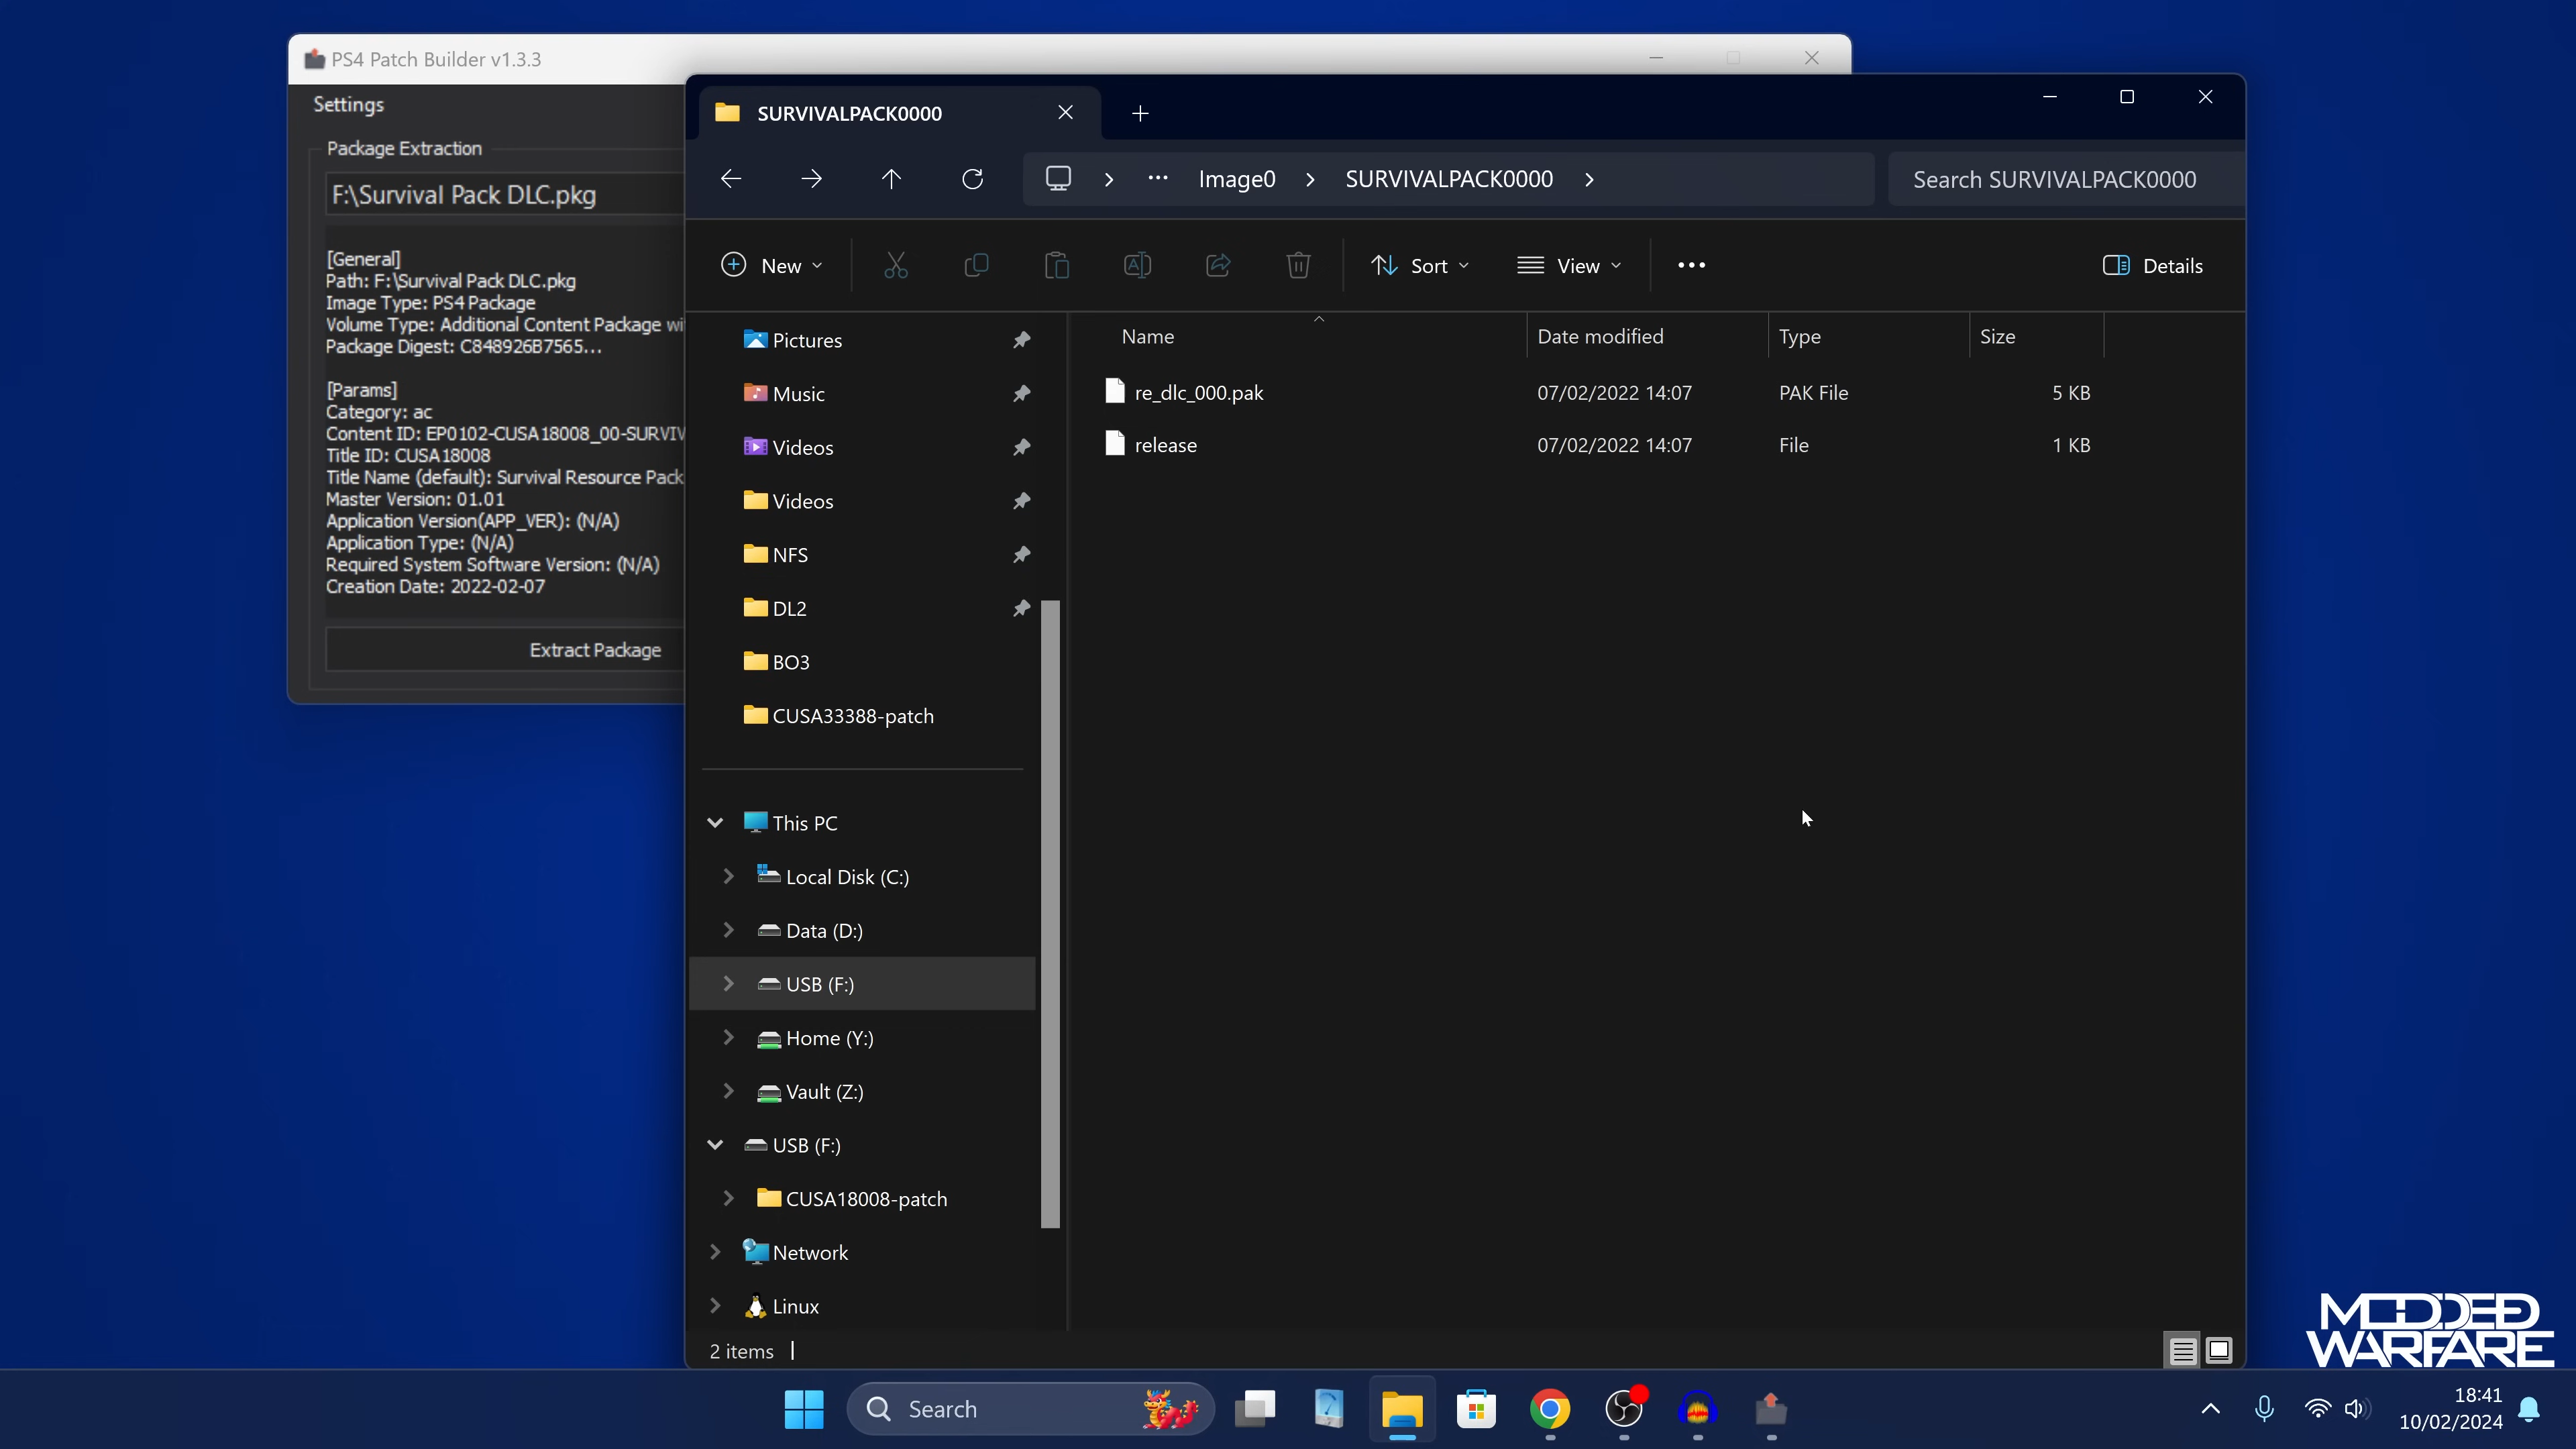 PS4 Patch Builder v1.3.3
Settings
Package Extraction
F:\Survival Pack DLC.pkg
[General]
Path: F:\Survival Pack DLC.pkg
Image Type: PS4 Package
Volume Type: Additional Content Package wi
Package Digest: C848926B7565...
[Params]
Category: ac
Content ID: EP0102-CUSA18008_00-SURVIV
Title ID: CUSA18008
Title Name (default): Survival Resource Pack
Master Version: 01.01
Application Version(APP_VER): (N/A)
Application Type: (N/A)
Required System Software Version: (N/A)
Creation Date: 2022-02-07
Extract Package
SURVIVALPACK0000
Image0 SURVIVALPACK0000
Search SURVIVALPACK0000
New Sort View Details
Name Date modified Type Size
re_dlc_000.pak 07/02/2022 14:07 PAK File 5 KB
release 07/02/2022 14:07 File 1 KB
Pictures
Music
Videos
Videos
NFS
DL2
BO3
CUSA33388-patch
This PC
Local Disk (C:)
Data (D:)
USB (F:)
Home (Y:)
Vault (Z:)
USB (F:)
CUSA18008-patch
Network
Linux
2 items
MODDED
WARFARE
Search
18:41
10/02/2024